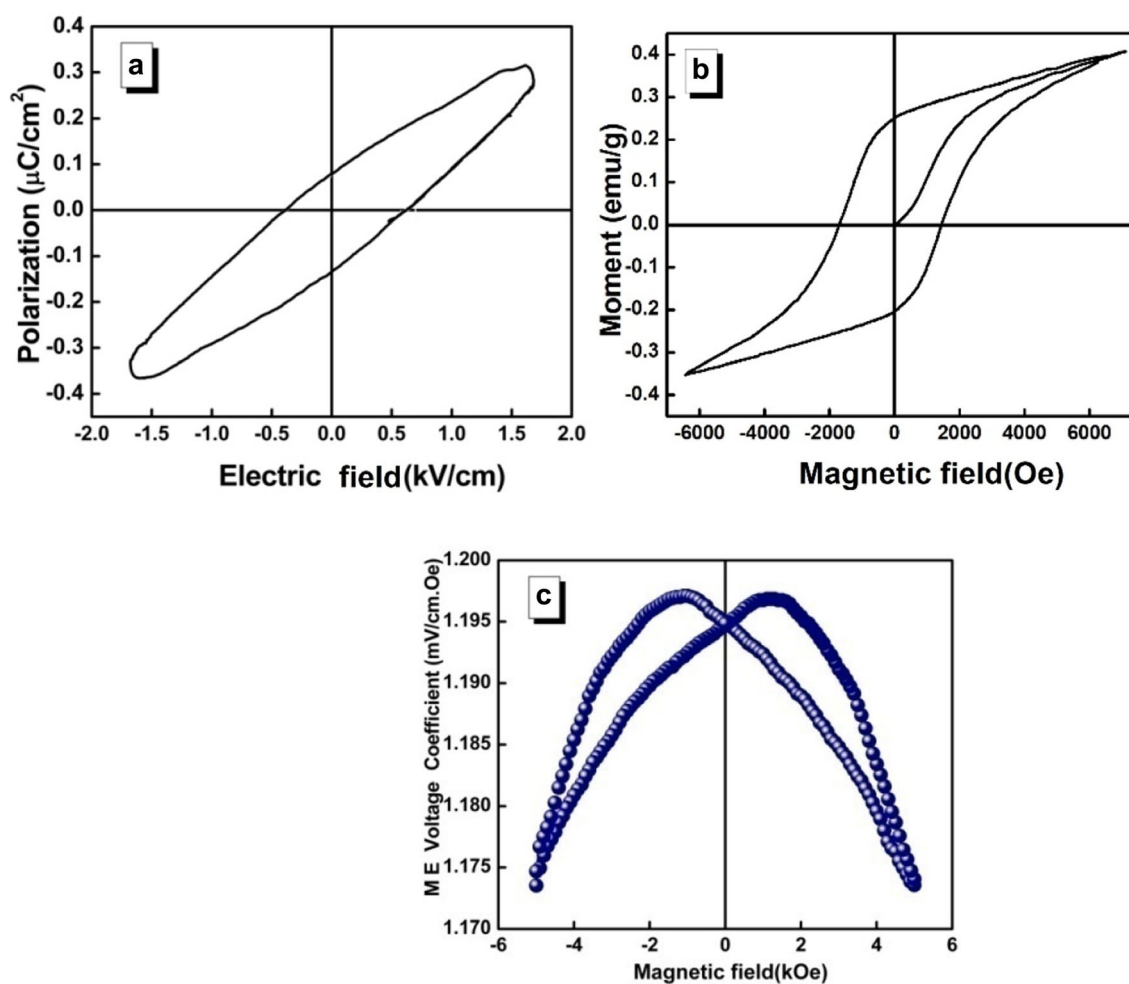 a
Polarization (µC/cm²)
0.4
0.3
0.2
0.1
0.0
-0.1
-0.2
-0.3
-0.4
-2.0 -1.5 -1.0 -0.5 0.0 0.5 1.0 1.5 2.0
Electric field(kV/cm)
b
Moment (emu/g)
0.4
0.3
0.2
0.1
0.0
-0.1
-0.2
-0.3
-0.4
-6000 -4000 -2000 0 2000 4000 6000
Magnetic field(Oe)
c
M E Voltage Coefficient (mV/cm.Oe)
1.200
1.195
1.190
1.185
1.180
1.175
1.170
-6 -4 -2 0 2 4 6
Magnetic field(kOe)